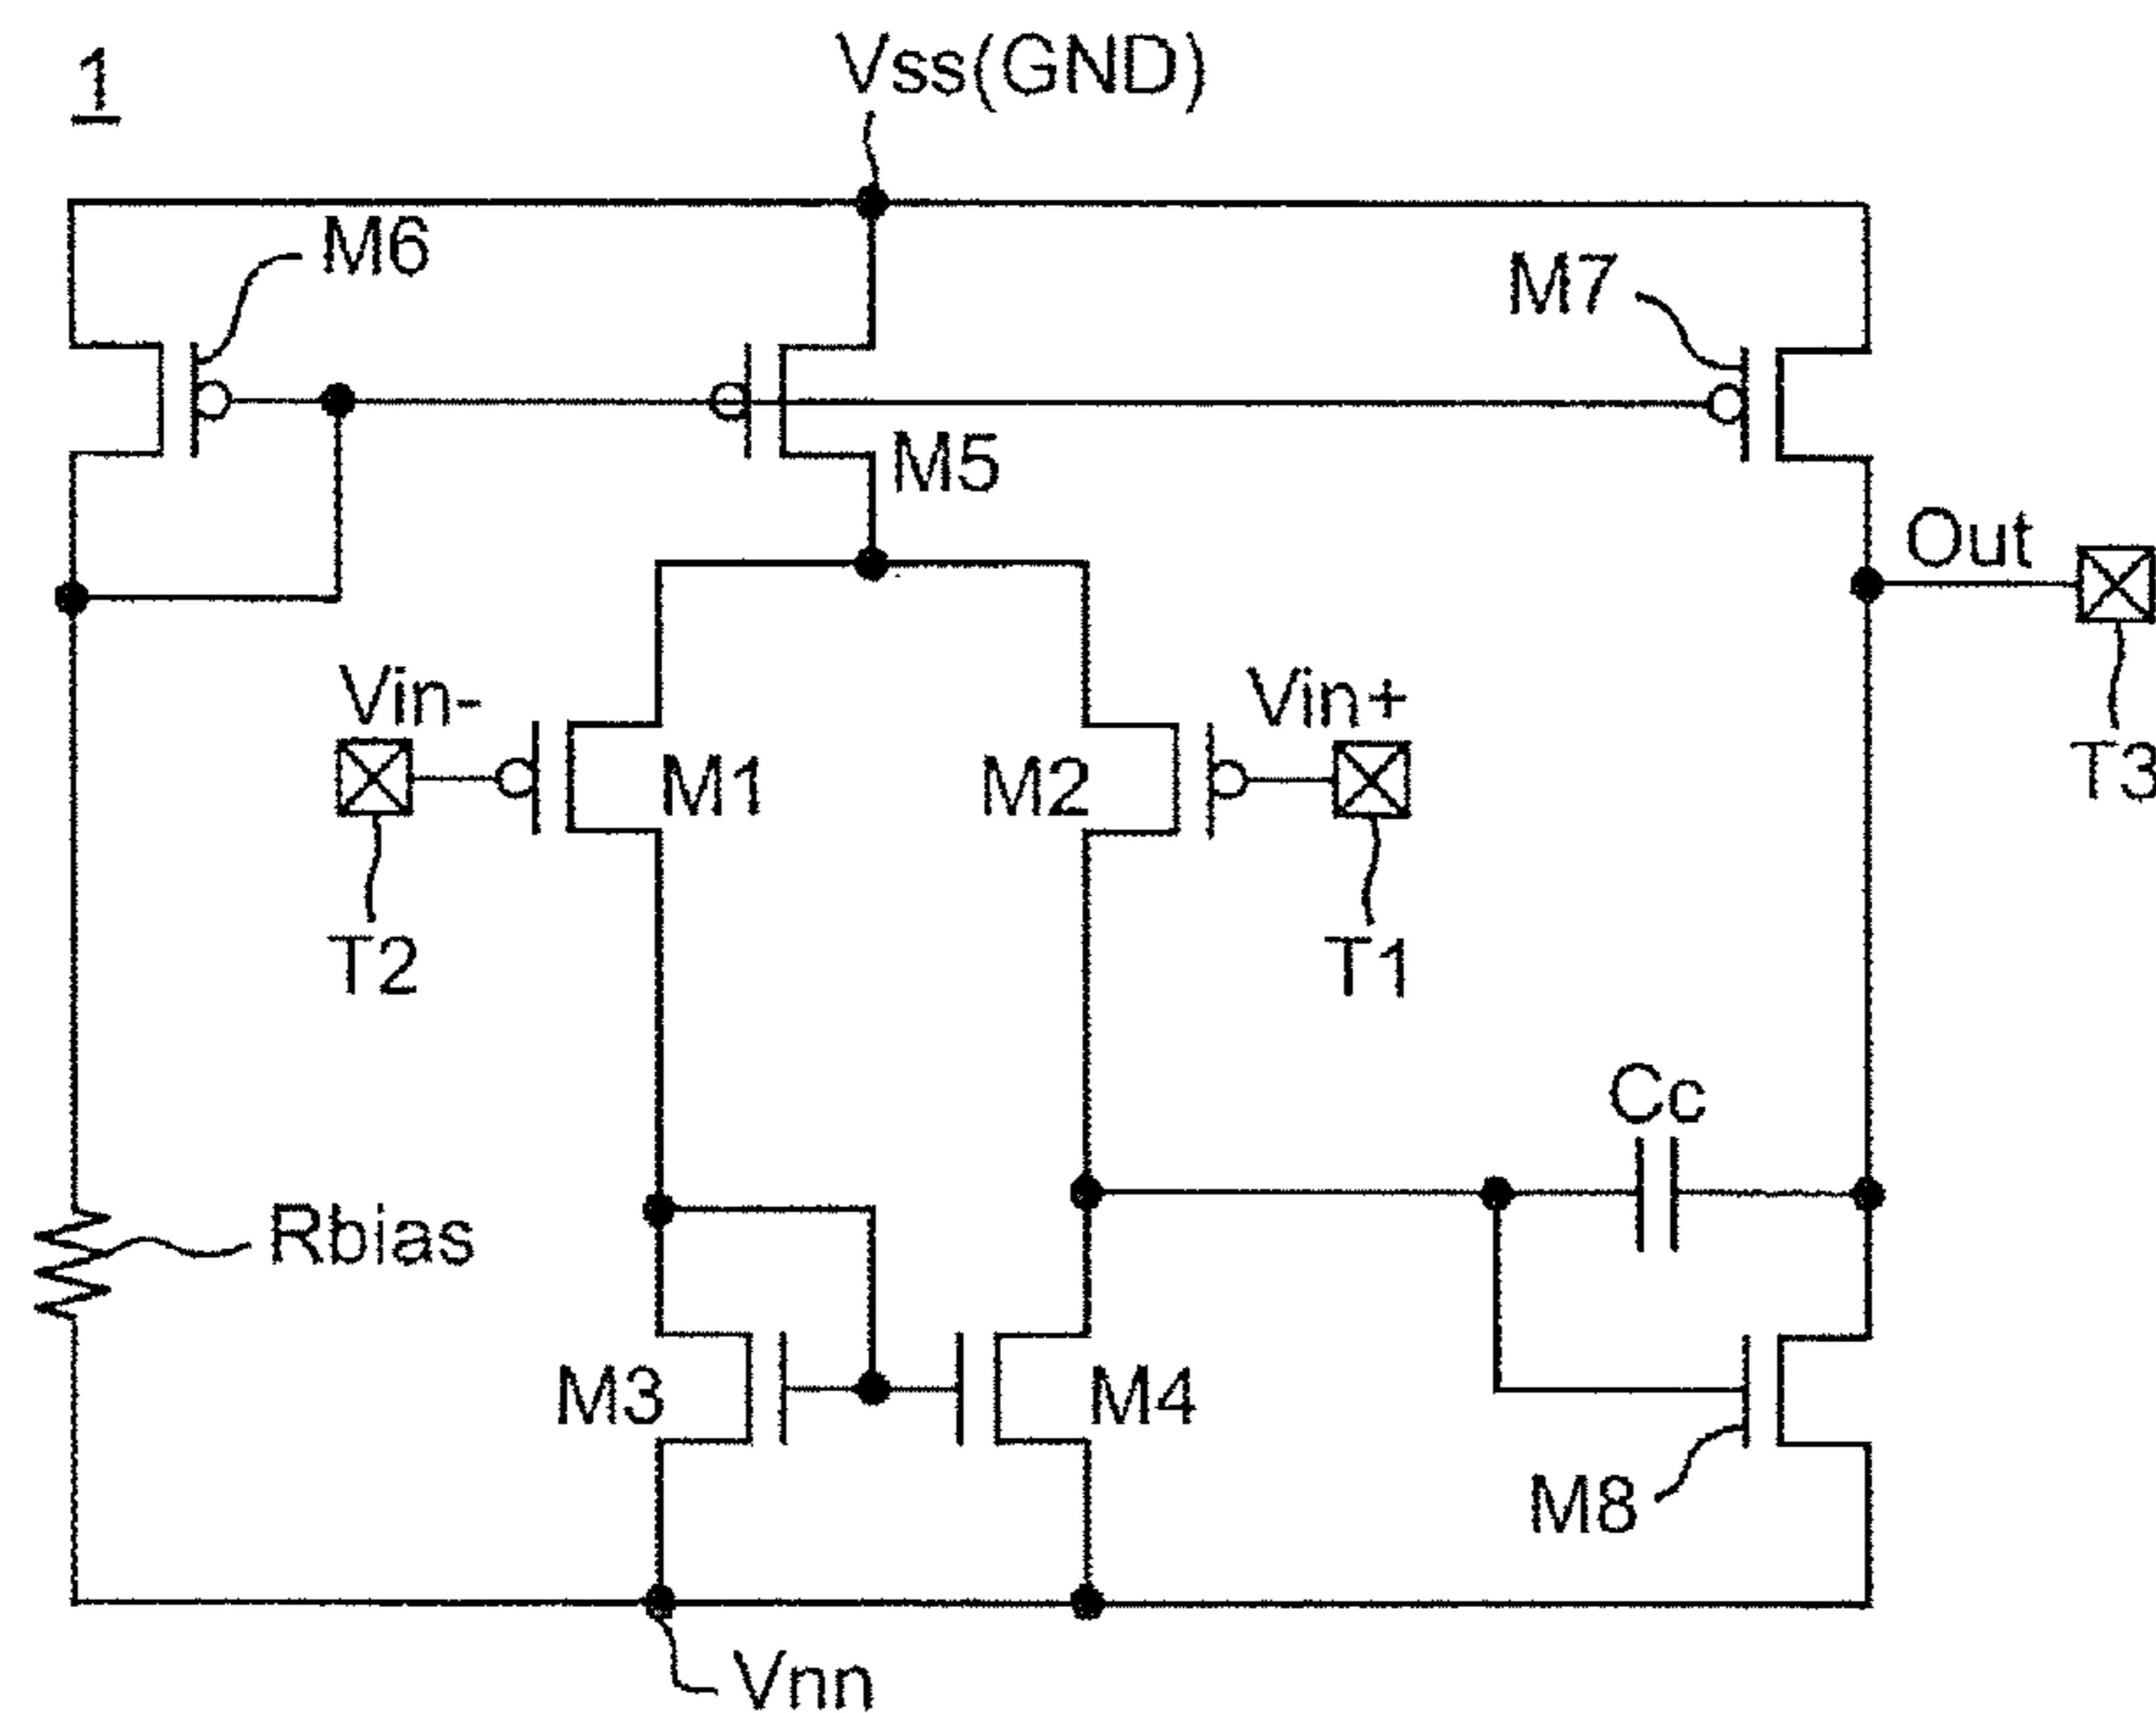 1
Vss(GND)
M6
M7
M5
Out
Vin-
Vin+
M1
M2
T3
T2
T1
Cc
Rbias
M3
M4
M8
Vnn